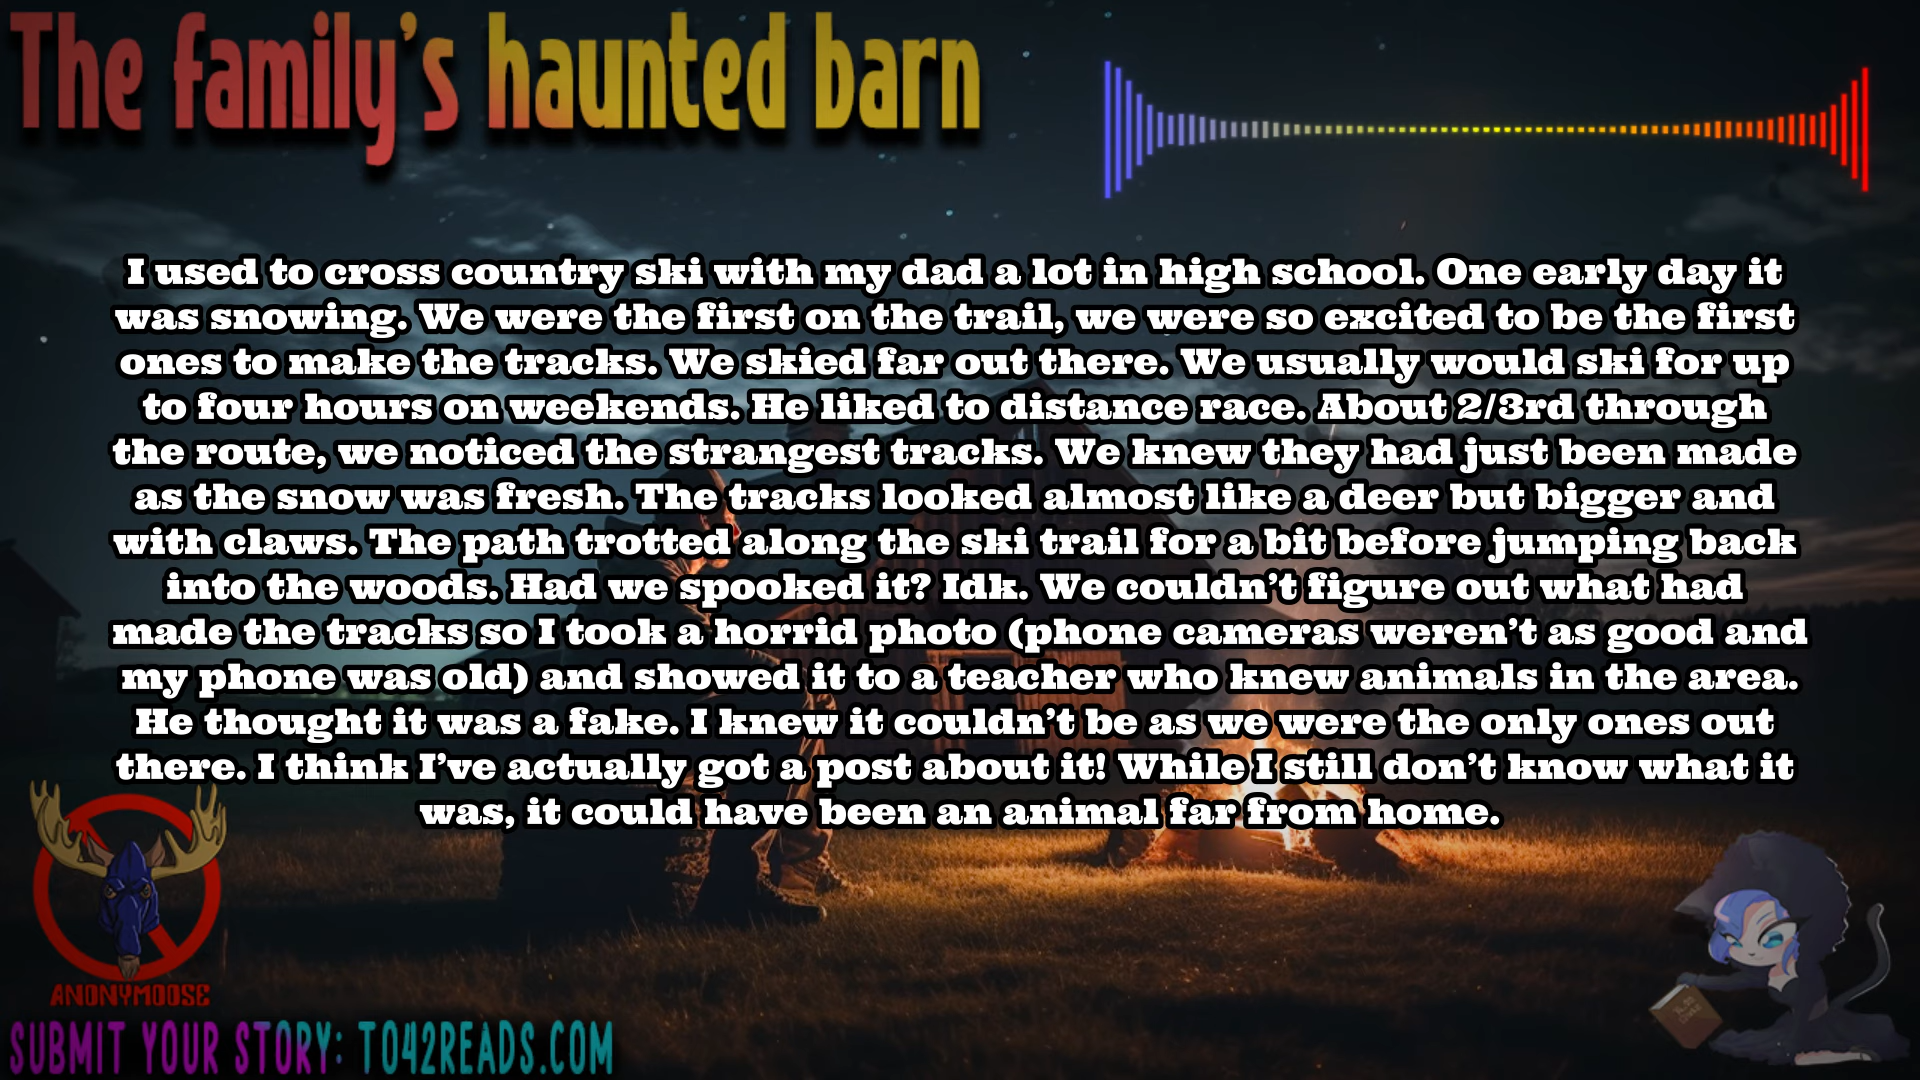 The family's haunted barn
I used to cross country ski with my dad a lot in high school. One early day it
was snowing. We were the first on the trail, we were so excited to be the first
ones to make the tracks. We skied far out there. We usually would ski for up
to four hours on weekends. He liked to distance race. About 2/3rd through
the route, we noticed the strangest tracks. We knew they had just been made
as the snow was fresh. The tracks looked almost like a deer but bigger and
with claws. The path trotted along the ski trail for a bit before jumping back
into the woods. Had we spooked it? Idk. We couldn't figure out what had
made the tracks so I took a horrid photo (phone cameras weren't as good and
my phone was old) and showed it to a teacher who knew animals in the area.
He thought it was a fake. I knew it couldn't be as we were the only ones out
there. I think I've actually got a post about it! While I still don't know what it
was, it could have been an animal far from home.
ANONYMOOSE
SUBMIT YOUR STORY: TO42READS.COM